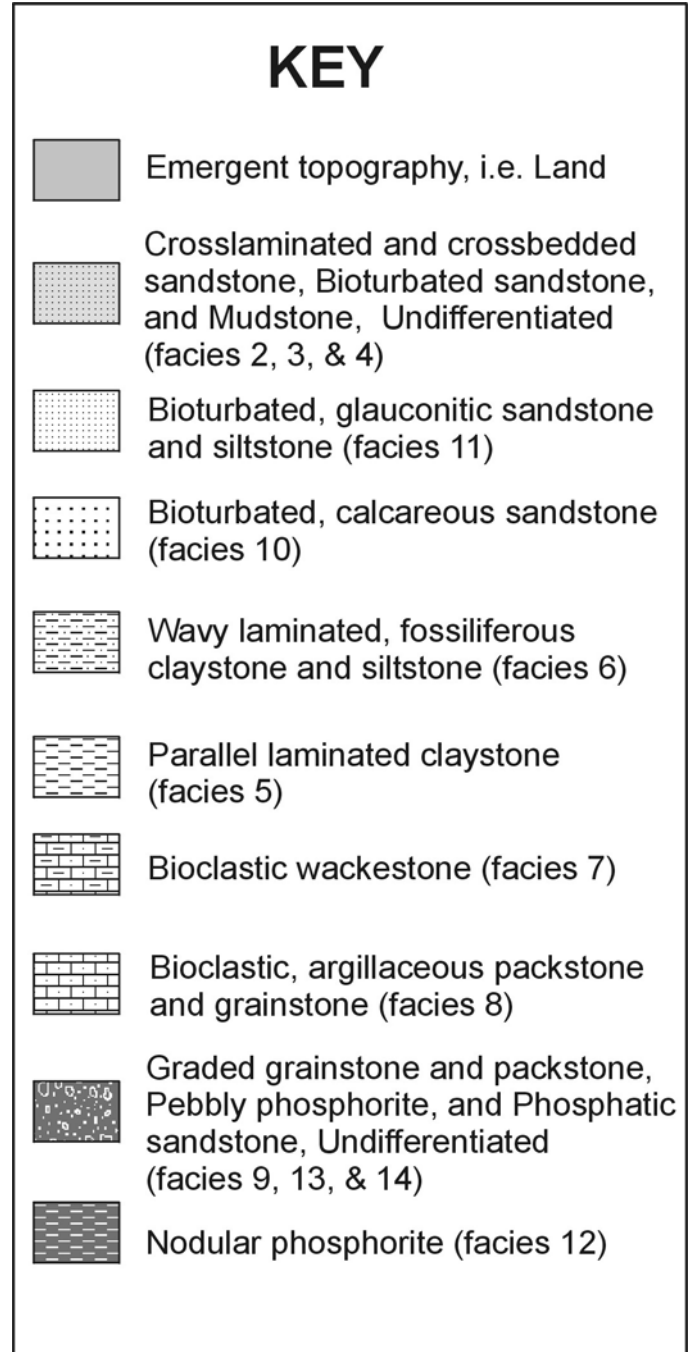 KEY
Emergent topography, i.e. Land
Crosslaminated and crossbedded
sandstone, Bioturbated sandstone,
and Mudstone, Undifferentiated
(facies 2, 3, & 4)
Bioturbated, glauconitic sandstone
and siltstone (facies 11)
Bioturbated, calcareous sandstone
(facies 10)
Wavy laminated, fossiliferous
claystone and siltstone (facies 6)
Parallel laminated claystone
(facies 5)
Bioclastic wackestone (facies 7)
Bioclastic, argillaceous packstone
and grainstone (facies 8)
Graded grainstone and packstone,
Pebbly phosphorite, and Phosphatic
sandstone, Undifferentiated
(facies 9, 13, & 14)
Nodular phosphorite (facies 12)